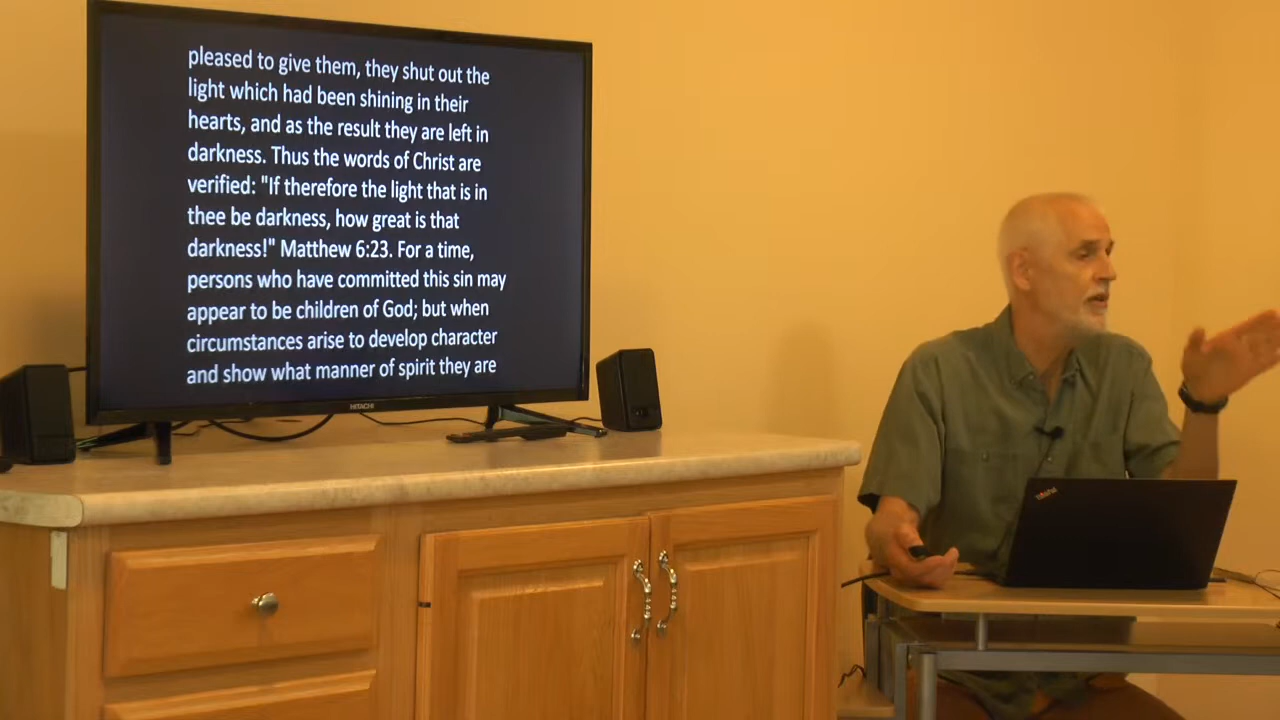 pleased to give them, they shut out the
light which had been shining in their
hearts, and as the result they are left in
darkness. Thus the words of Christ are
verified: "If therefore the light that is in
thee be darkness, how great is that
darkness!" Matthew 6:23. For a time,
persons who have committed this sin may
appear to be children of God; but when
circumstances arise to develop character
and show what manner of spirit they are
HITACHI
ThinkPad